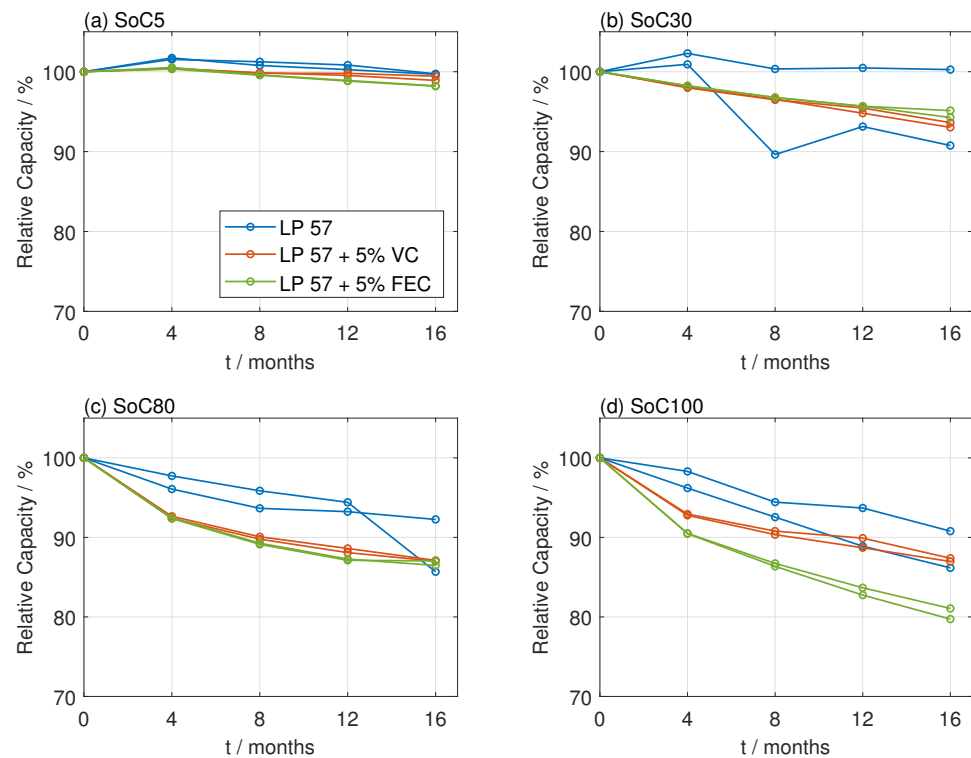 (a) SoC5
Relative Capacity / %
100
90
80
70
0 4 8 12 16
t / months
LP 57
LP 57 + 5% VC
LP 57 + 5% FEC
(b) SoC30
Relative Capacity / %
100
90
80
70
0 4 8 12 16
t / months
(c) SoC80
Relative Capacity / %
100
90
80
70
0 4 8 12 16
t / months
(d) SoC100
Relative Capacity / %
100
90
80
70
0 4 8 12 16
t / months